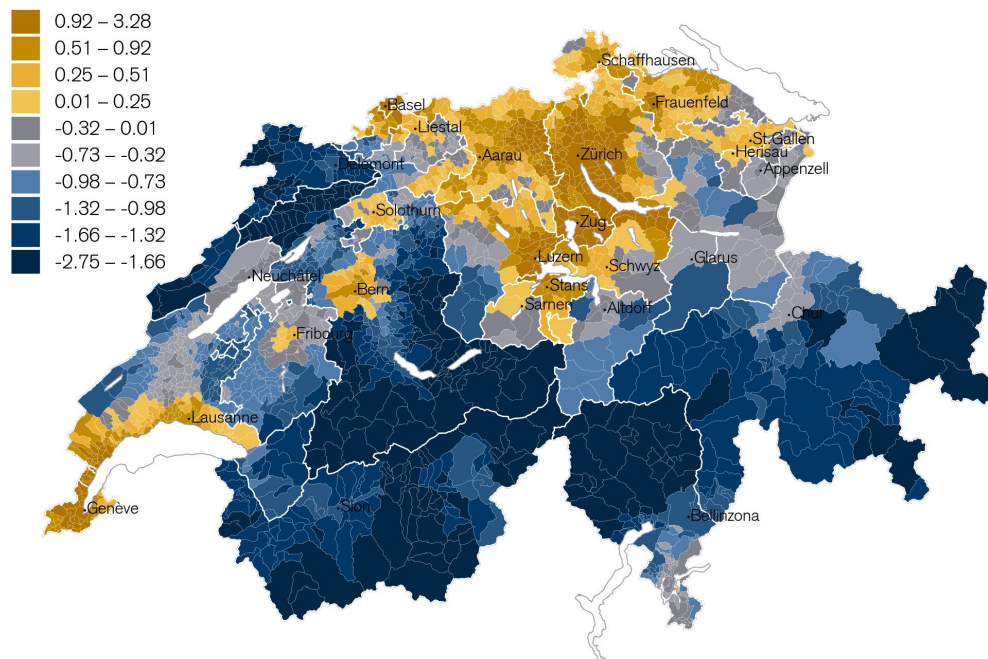 0.92 – 3.28
0.51 – 0.92
0.25 – 0.51
0.01 – 0.25
-0.32 – 0.01
-0.73 – -0.32
-0.98 – -0.73
-1.32 – -0.98
-1.66 – -1.32
-2.75 – -1.66
Schaffhausen
Basel
Frauenfeld
Liestal
St.Gallen
Delémont
Aarau
Zürich
Herisau
Appenzell
Solothurn
Zug
Luzern
Schwyz
Glarus
Neuchâtel
Bern
Stans
Sarnen
Altdorf
Chur
Fribourg
Lausanne
Genève
Sion
Bellinzona